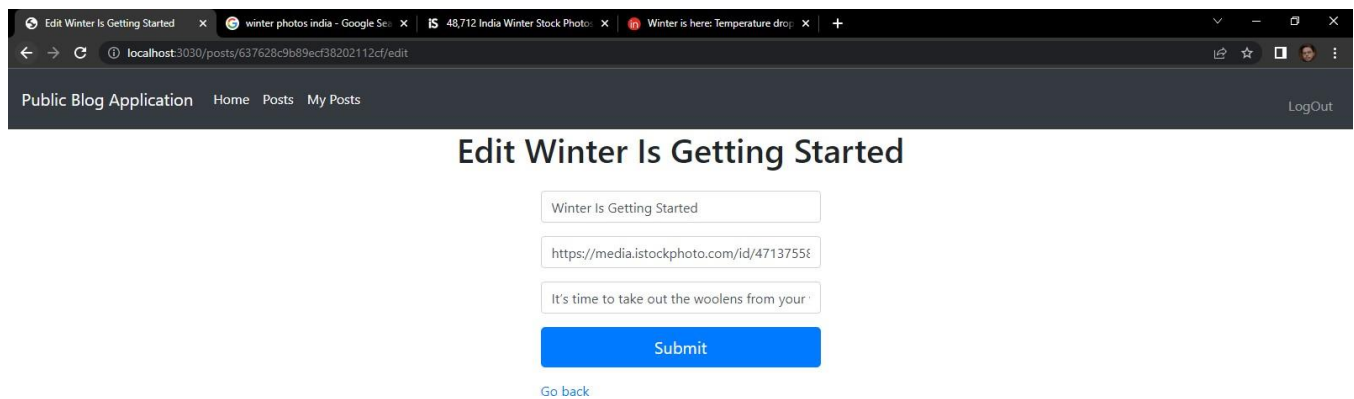 Edit Winter Is Getting Started
winter photos india - Google Sea
iS 48,712 India Winter Stock Photos
in Winter is here: Temperature drop
localhost:3030/posts/637628c9b89ecf38202112cf/edit
Public Blog Application Home Posts My Posts
LogOut
Edit Winter Is Getting Started
Winter Is Getting Started
https://media.istockphoto.com/id/47137558
It's time to take out the woolens from your
Submit
Go back